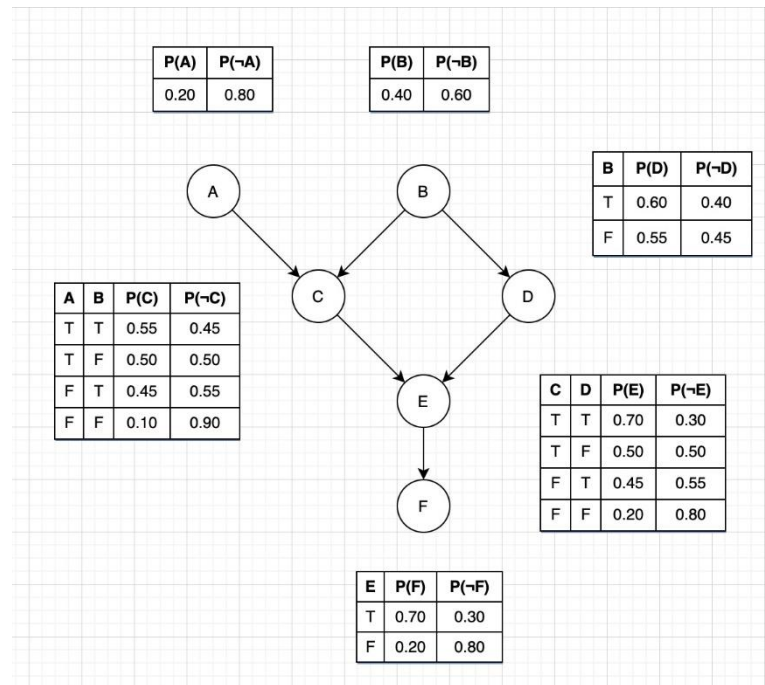 P(A) P(¬A)
0.20 0.80
P(B) P(¬B)
0.40 0.60
A
B
B P(D) P(¬D)
T 0.60 0.40
F 0.55 0.45
A B P(C) P(¬C)
T T 0.55 0.45
T F 0.50 0.50
F T 0.45 0.55
F F 0.10 0.90
C
D
E
C D P(E) P(¬E)
T T 0.70 0.30
T F 0.50 0.50
F T 0.45 0.55
F F 0.20 0.80
F
E P(F) P(¬F)
T 0.70 0.30
F 0.20 0.80